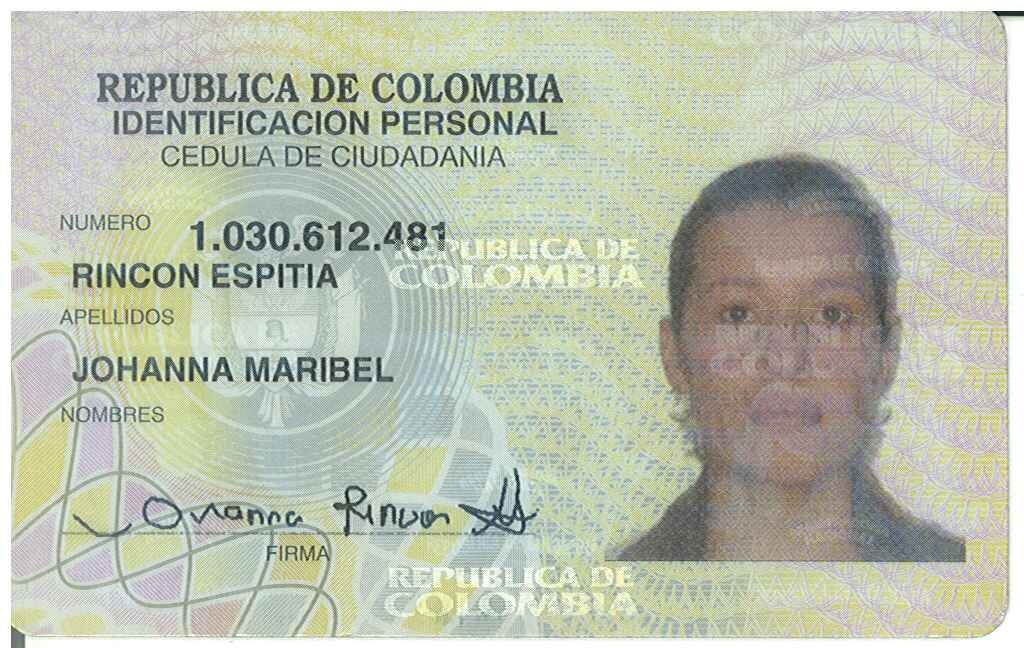 REPUBLICA DE COLOMBIA
IDENTIFICACION PERSONAL
CEDULA DE CIUDADANIA
NUMERO 1.030.612.481
RINCON ESPITIA
APELLIDOS
JOHANNA MARIBEL
NOMBRES
Johanna Rincon
FIRMA
REPUBLICA DE
COLOMBIA
REPUBLICA DE
COLOMBIA